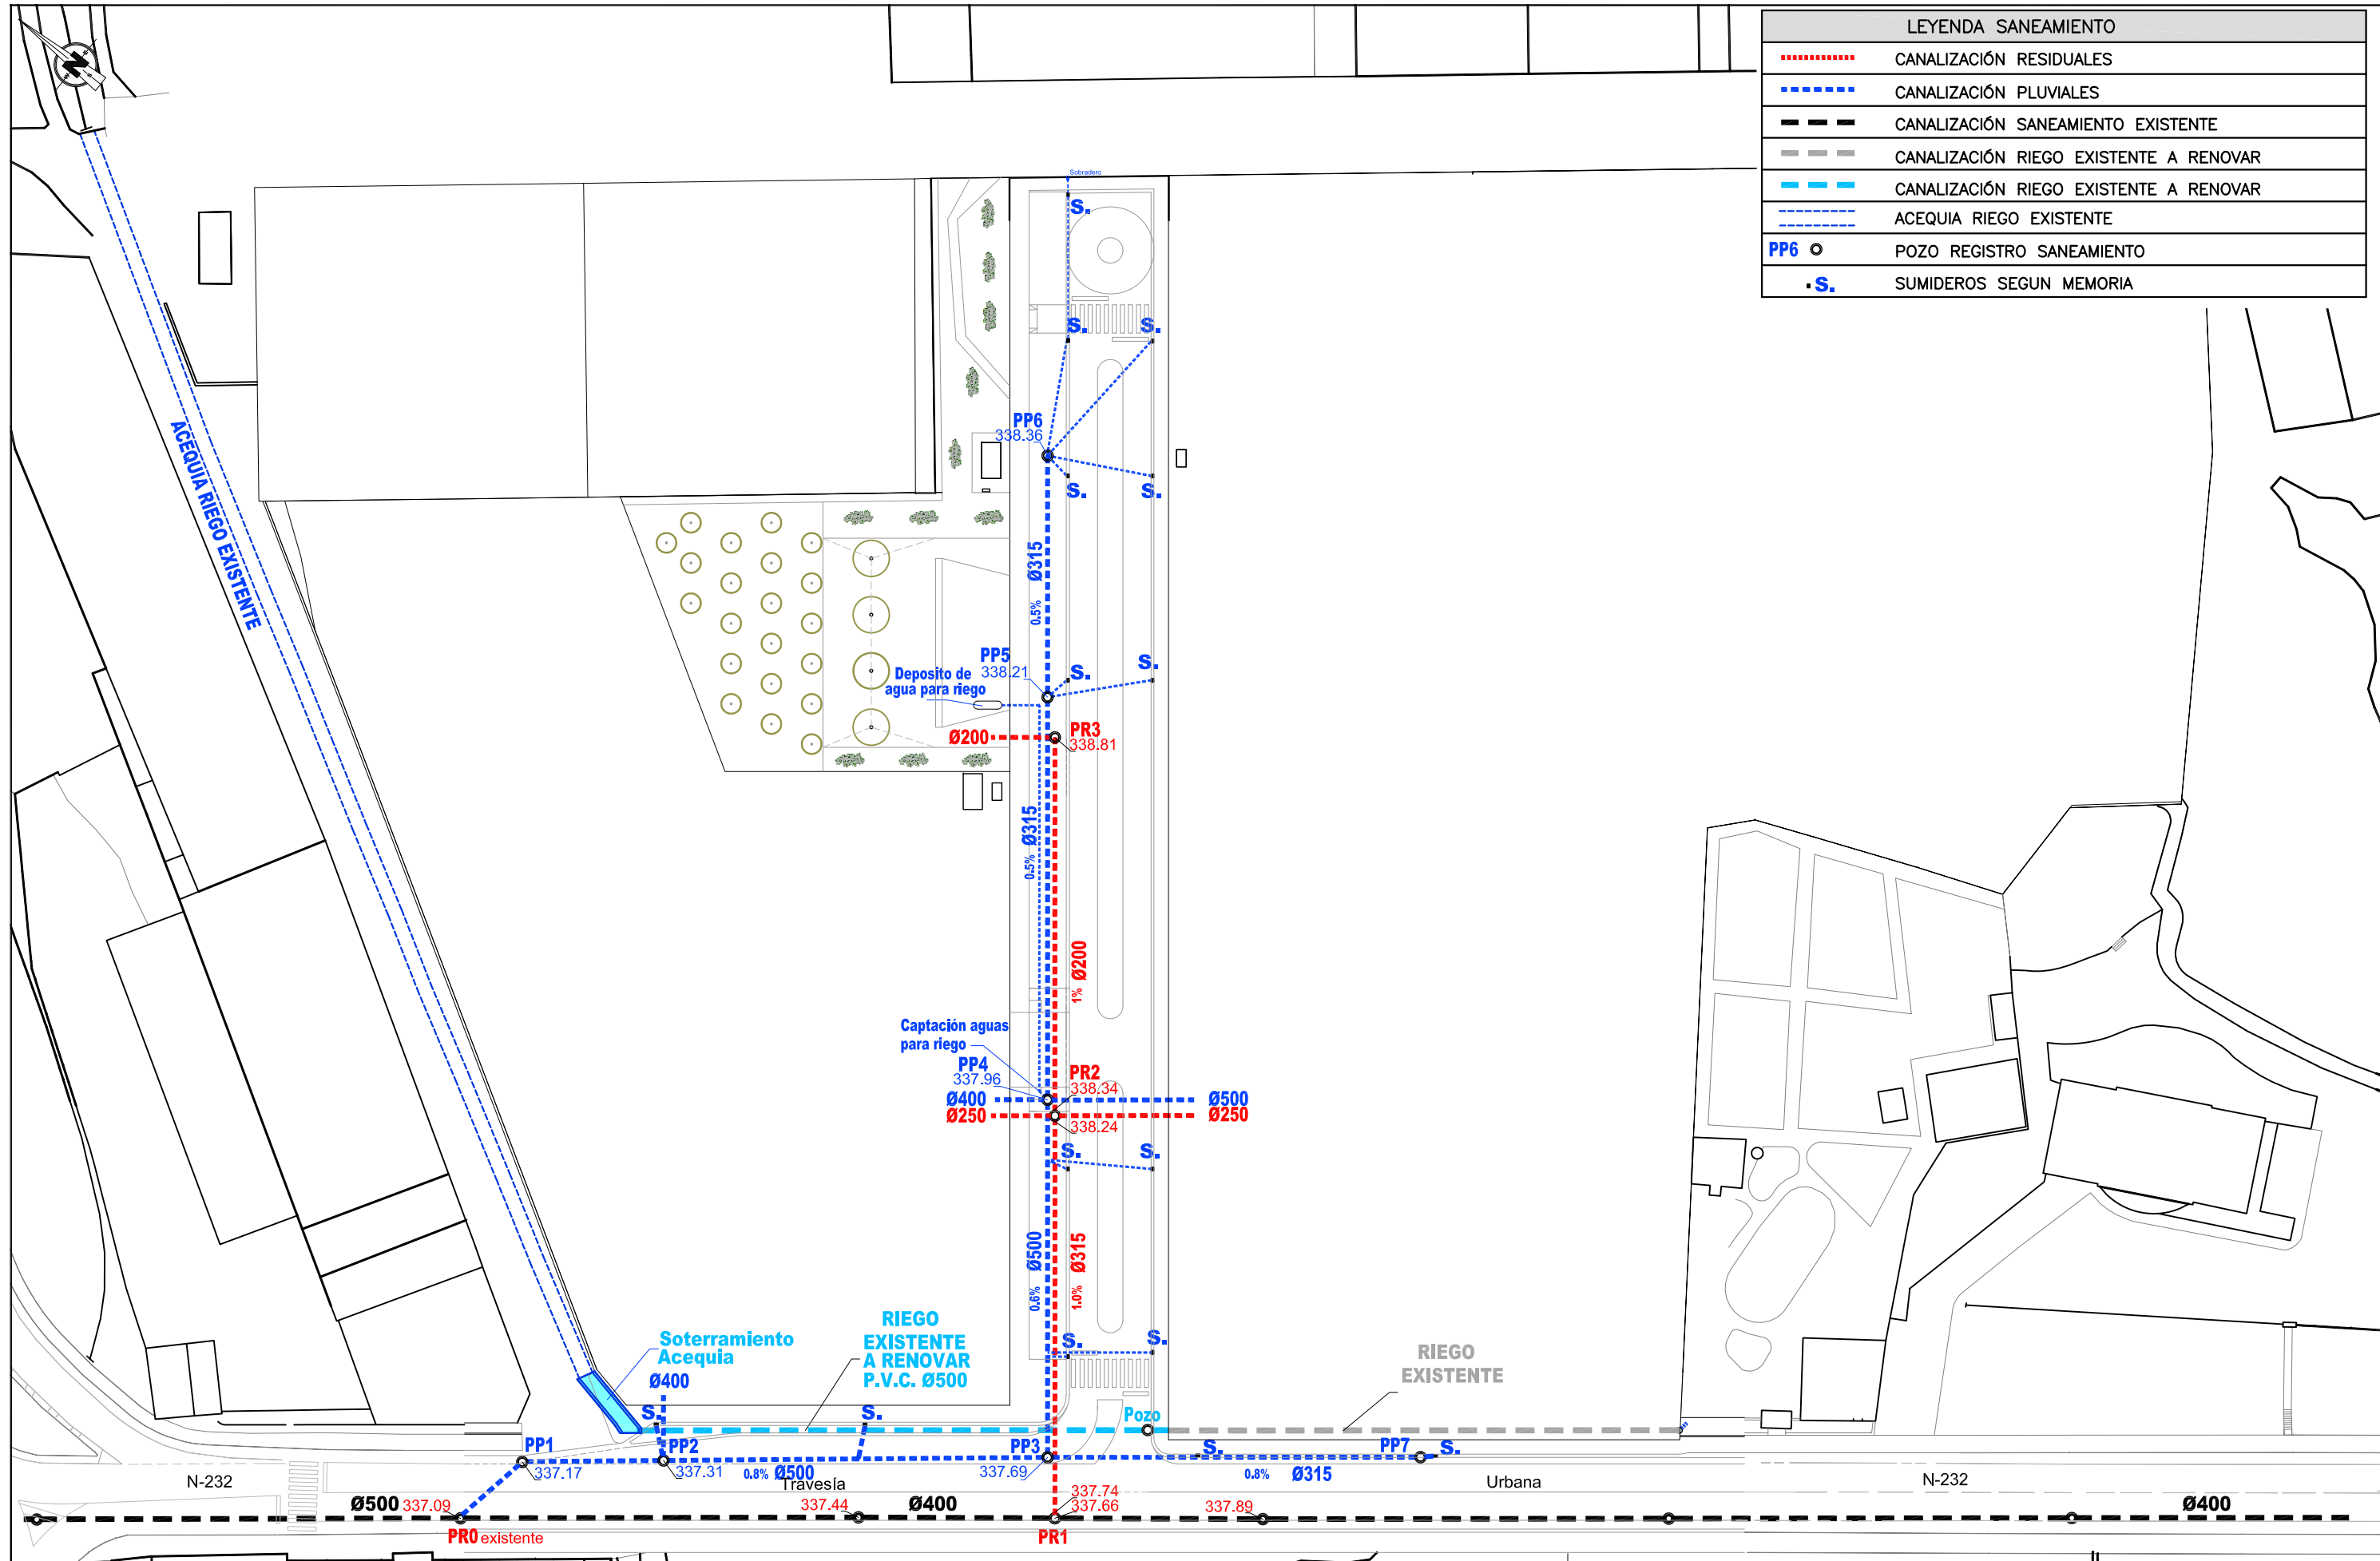 N
LEYENDA SANEAMIENTO
CANALIZACIÓN RESIDUALES
CANALIZACIÓN PLUVIALES
CANALIZACIÓN SANEAMIENTO EXISTENTE
CANALIZACIÓN RIEGO EXISTENTE A RENOVAR
CANALIZACIÓN RIEGO EXISTENTE A RENOVAR
ACEQUIA RIEGO EXISTENTE
PP6 POZO REGISTRO SANEAMIENTO
S. SUMIDEROS SEGUN MEMORIA
Sobradero
S.
S. S.
PP6
338.36
S. S.
ACEQUIA RIEGO EXISTENTE
0.5% Ø315
PP5
338.21
S. S.
Deposito de
agua para riego
Ø200
PR3
338.81
0.5% Ø315
1% Ø200
Captación aguas
para riego
PP4
337.96
PR2
338.34
Ø400 Ø500
Ø250 Ø250
338.24
S. S.
0.6% Ø500
1.0% Ø315
Soterramiento
Acequia
Ø400
RIEGO
EXISTENTE
A RENOVAR
P.V.C. Ø500
S. S.
RIEGO
EXISTENTE
S. S.
Pozo
PP1
337.17
PP2
337.31
0.8% Ø500
PP3
337.69
S.
PP7
S.
0.8% Ø315
N-232
Travesía
Urbana
N-232
Ø500
337.09
337.44
Ø400
337.74
337.66
337.89
Ø400
PR0 existente
PR1